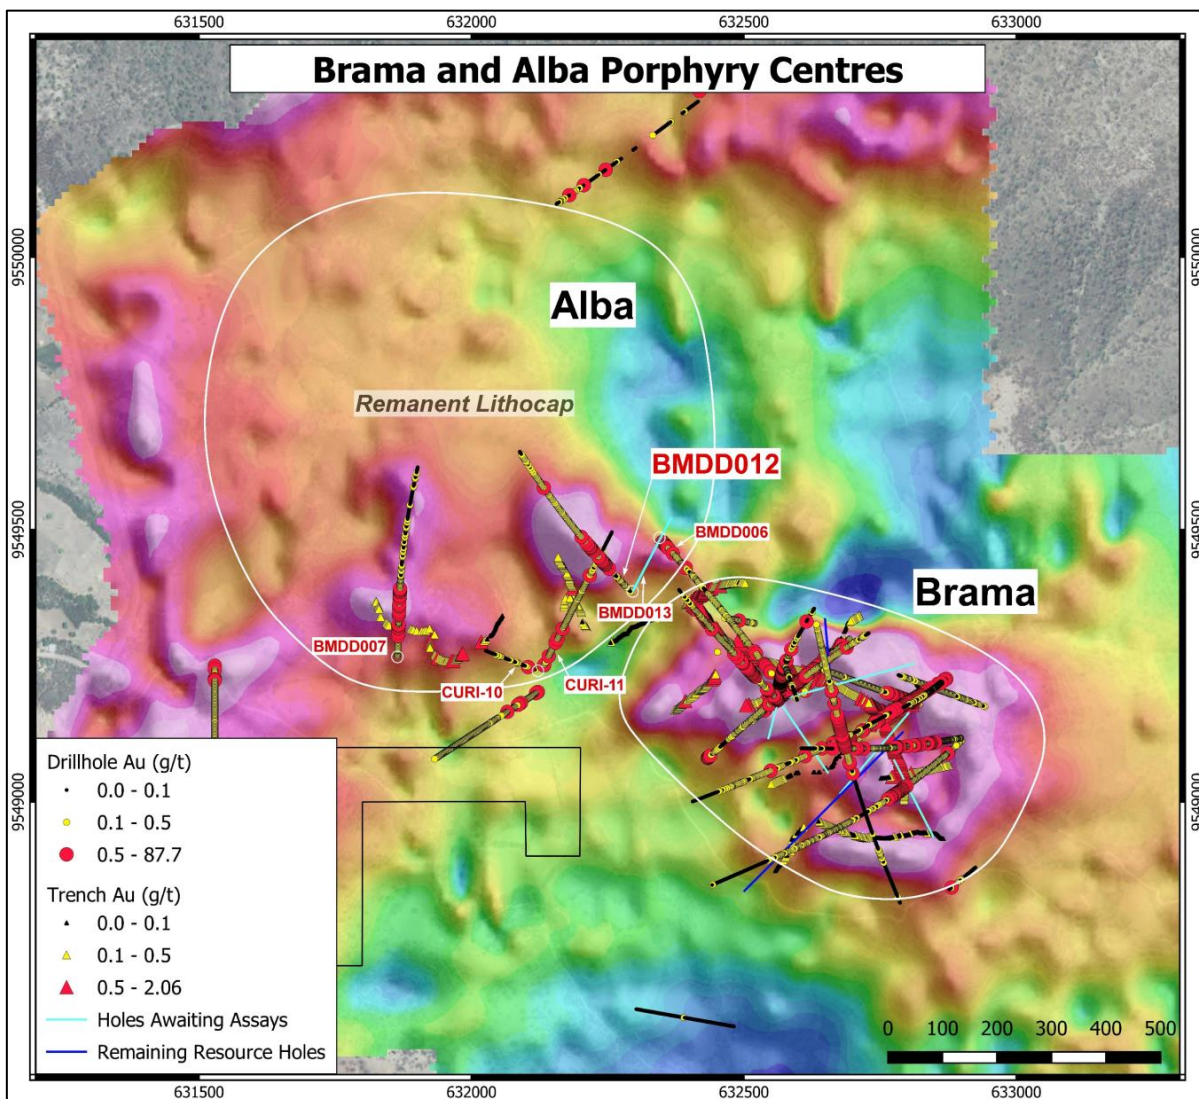 631500 632000 632500 633000
Brama and Alba Porphyry Centres
9550000
9550000
Alba
Remanent Lithocap
BMDD012
9549500
9549500
BMDD006
Brama
BMDD013
BMDD007
CURI-10
CURI-11
Drillhole Au (g/t)
0.0 - 0.1
0.1 - 0.5
0.5 - 87.7
Trench Au (g/t)
0.0 - 0.1
0.1 - 0.5
0.5 - 2.06
Holes Awaiting Assays
Remaining Resource Holes
9549000
9549000
0 100 200 300 400 500
631500 632000 632500 633000